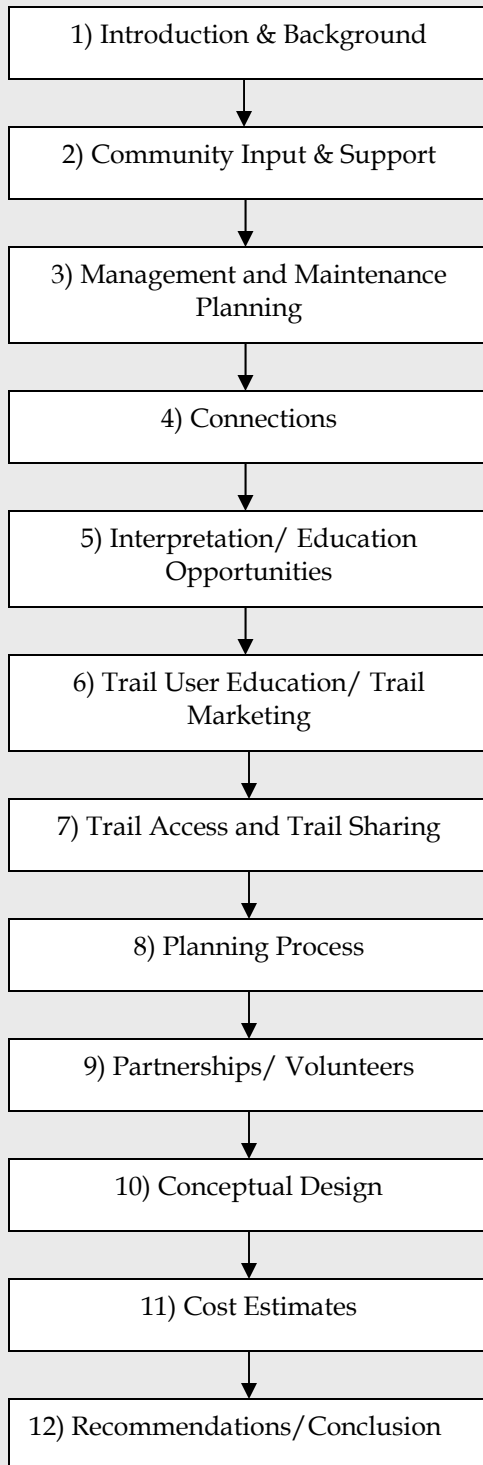 1) Introduction & Background
2) Community Input & Support
3) Management and Maintenance
Planning
4) Connections
5) Interpretation/ Education
Opportunities
6) Trail User Education/ Trail
Marketing
7) Trail Access and Trail Sharing
8) Planning Process
9) Partnerships/ Volunteers
10) Conceptual Design
11) Cost Estimates
12) Recommendations/Conclusion